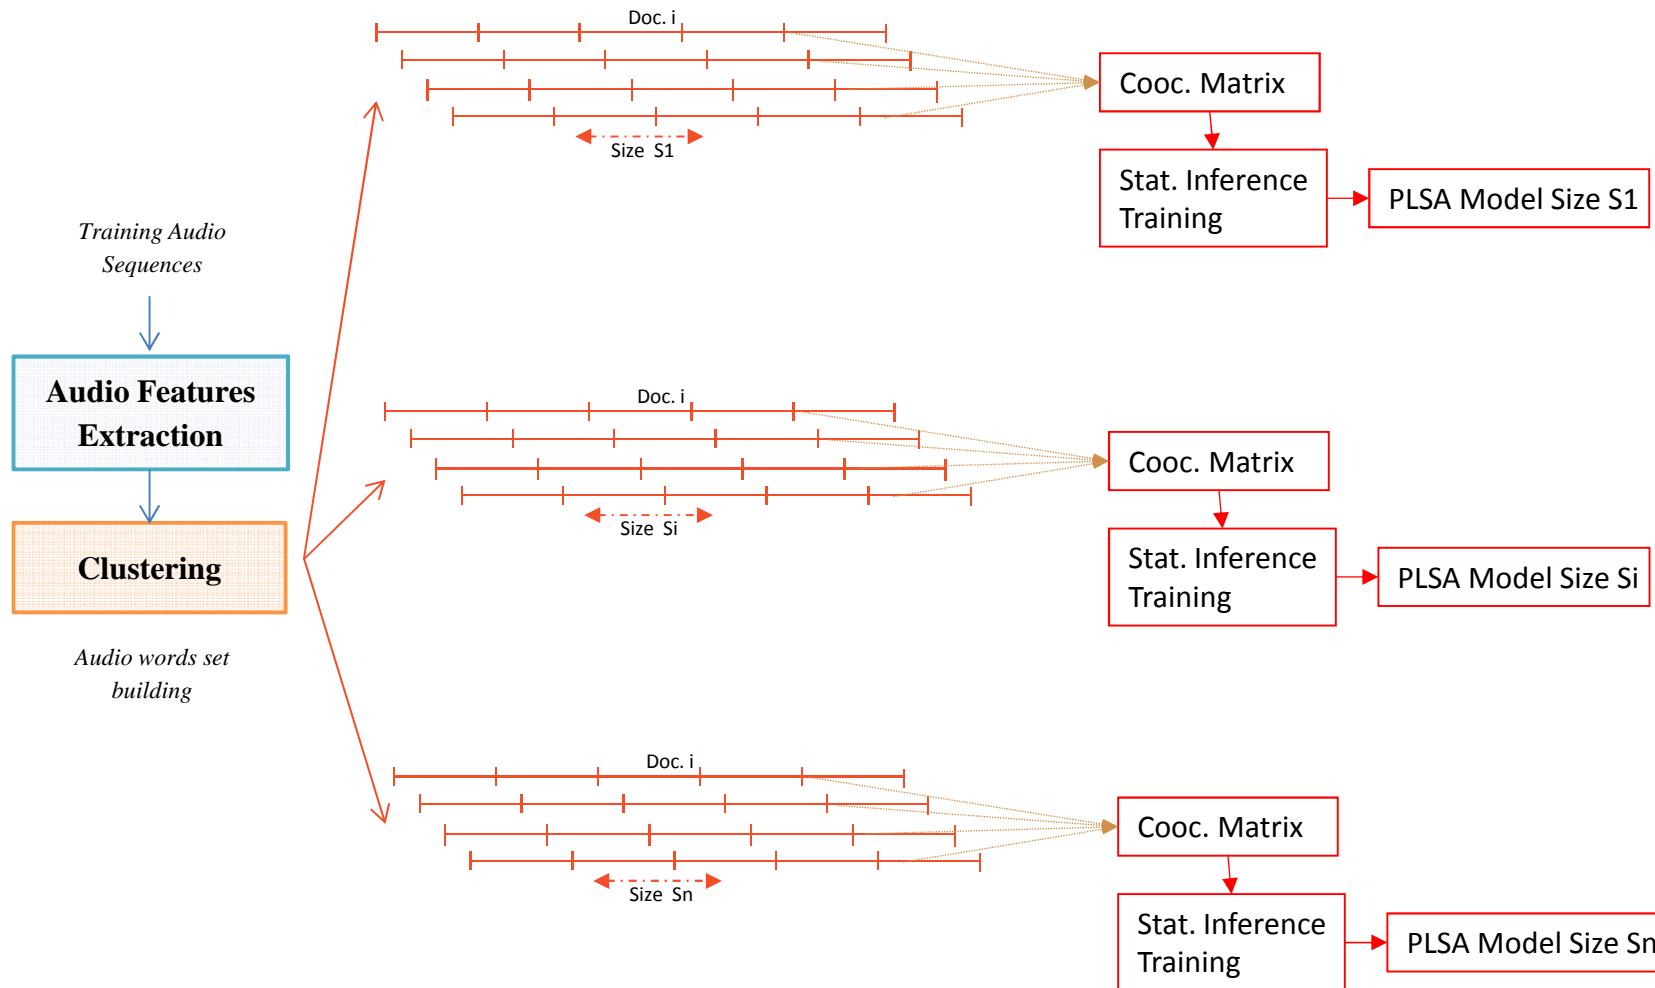 Training Audio
Sequences
Audio Features
Extraction
Clustering
Audio words set
building
Doc. i
Size S1
Cooc. Matrix
Stat. Inference
Training
PLSA Model Size S1
Doc. i
Size Si
Cooc. Matrix
Stat. Inference
Training
PLSA Model Size Si
Doc. i
Size Sn
Cooc. Matrix
Stat. Inference
Training
PLSA Model Size Sn